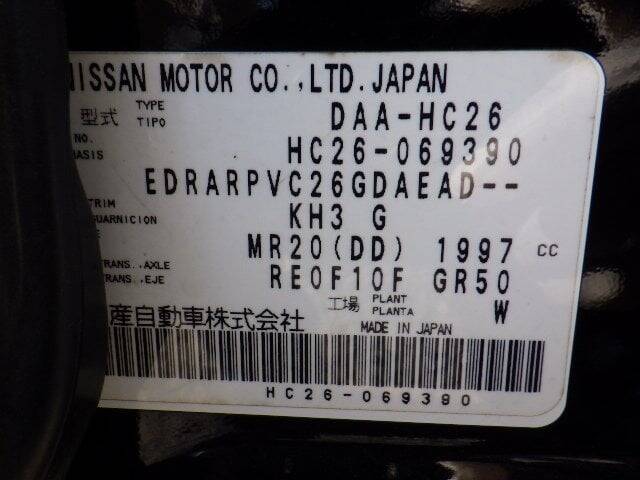 NISSAN MOTOR CO.,LTD.JAPAN
型式 TYPE TIPO DAA-HC26
NO. HC26-069390
EDRARPVC26GDAEAD--
TRIM KH3 G
MR20(DD) 1997 CC
TRANS.,AXLE TRANS.,EJE RE0F10F GR50
工場 PLANT PLANTA W
産自動車株式会社 MADE IN JAPAN
HC26-069390